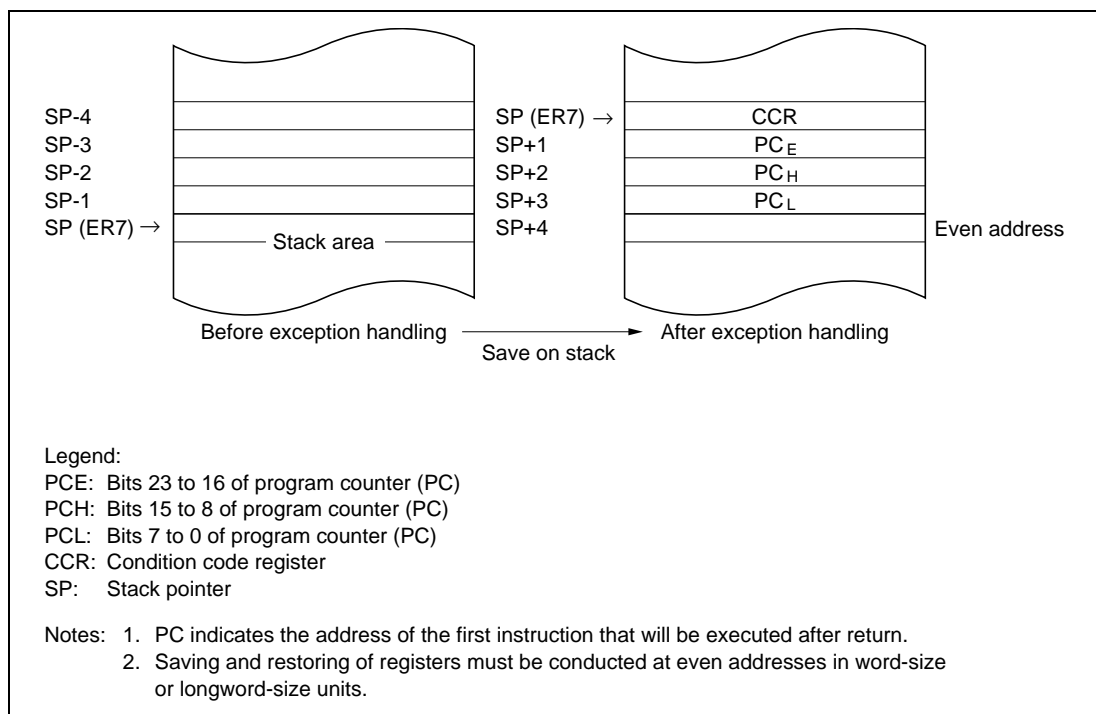 SP-4
SP-3
SP-2
SP-1
SP (ER7) →
Stack area
SP (ER7) →
SP+1
SP+2
SP+3
SP+4
CCR
PC E
PC H
PC L
Even address
Before exception handling
Save on stack
After exception handling
Legend:
PCE: Bits 23 to 16 of program counter (PC)
PCH: Bits 15 to 8 of program counter (PC)
PCL: Bits 7 to 0 of program counter (PC)
CCR: Condition code register
SP: Stack pointer
Notes: 1. PC indicates the address of the first instruction that will be executed after return.
2. Saving and restoring of registers must be conducted at even addresses in word-size
or longword-size units.